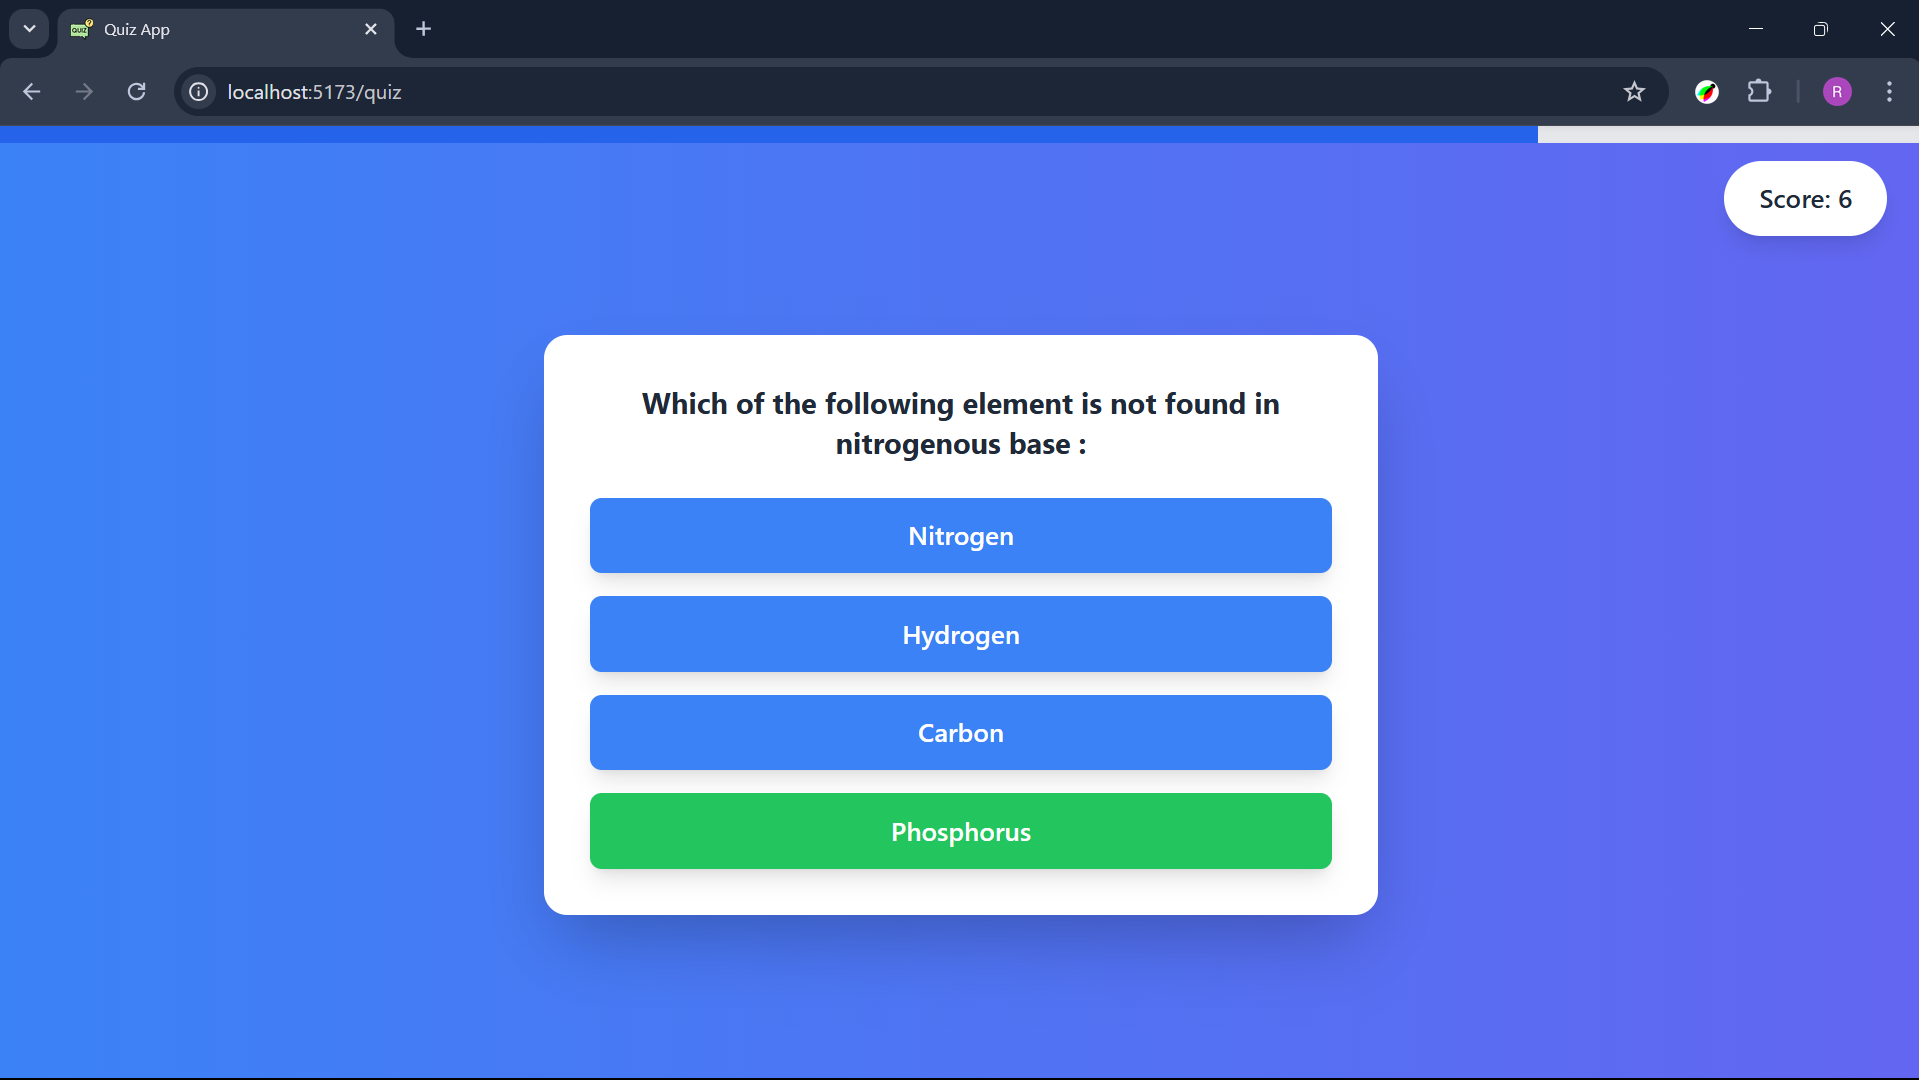 QUIZ
?
Quiz App
localhost:5173/quiz
R
Score: 6
Which of the following element is not found in
nitrogenous base :
Nitrogen
Hydrogen
Carbon
Phosphorus